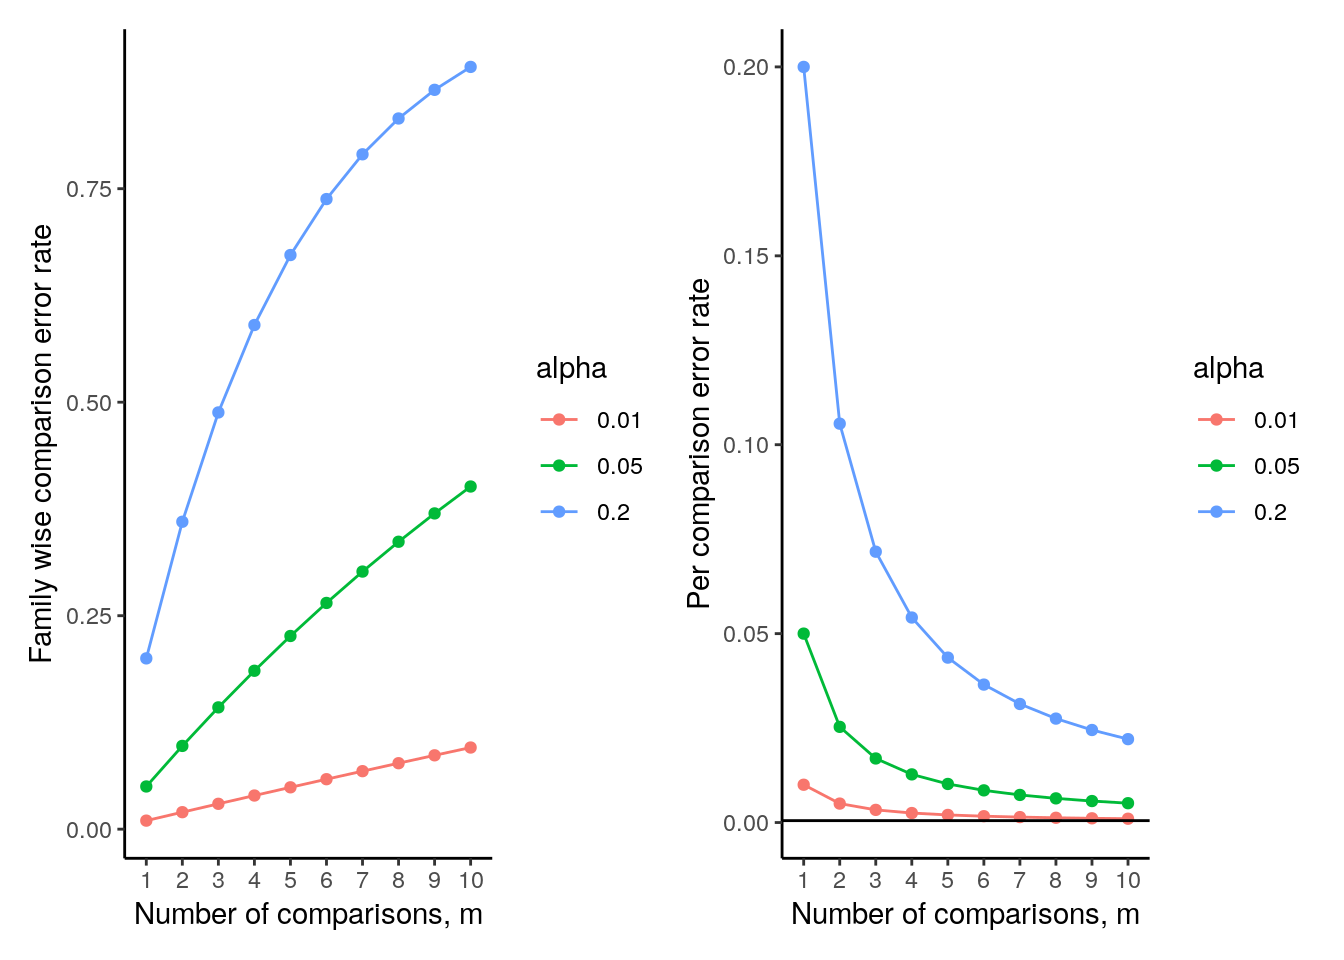 Family wise comparison error rate
0.75
0.50
0.25
0.00
1 2 3 4 5 6 7 8 9 10
Number of comparisons, m
alpha
0.01
0.05
0.2
Per comparison error rate
0.20
0.15
0.10
0.05
0.00
1 2 3 4 5 6 7 8 9 10
Number of comparisons, m
alpha
0.01
0.05
0.2